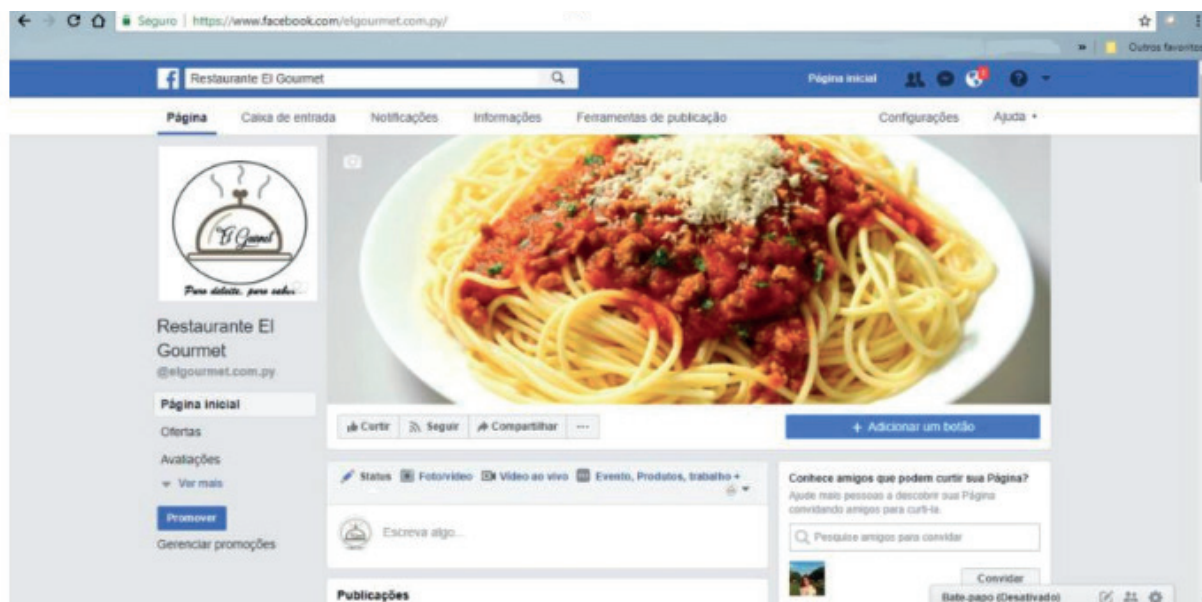 Seguro | https://www.facebook.com/elgourmet.com.py/
» Outros favoritos
Restaurante El Gourmet
Página inicial
Página Caixa de entrada Notificações Informações Ferramentas de publicação Configurações Ajuda
El Gourmet
Puro deleite, puro sabor
Restaurante El
Gourmet
@elgourmet.com.py
Página inicial
Ofertas
Avaliações
Ver mais
Promover
Gerenciar promoções
Curtir Seguir Compartilhar ...
+ Adicionar um botão
Status Foto/vídeo Vídeo ao vivo Evento, Produtos, trabalho +
Escreva algo...
Publicações
Conhece amigos que podem curtir sua Página?
Ajude mais pessoas a descobrir sua Página
convidando amigos para curti-la.
Pesquise amigos para convidar
Convidar
Bate-papo (Desativado)